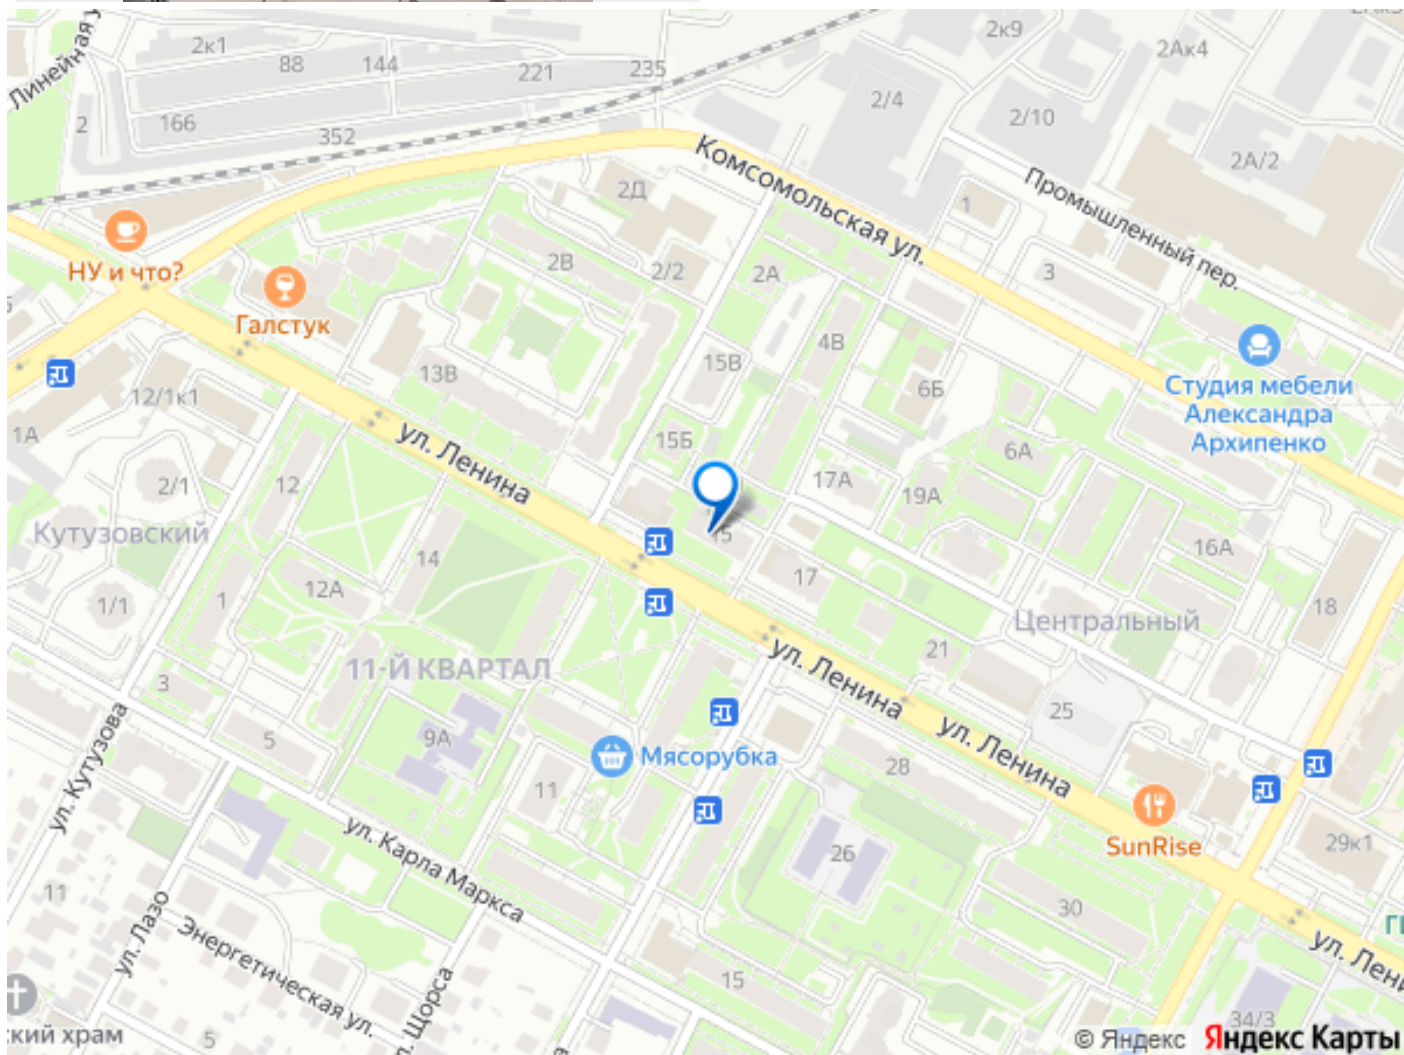 2к1
88
144
221
235
2к9
2Ак4
Линейная у
2
166
352
2/4
2/10
2А/2
Комсомольская ул.
Промышленный пер.
2Д
1
3
НУ и что?
2В
2/2
2А
Галстук
4В
15В
13В
6Б
12/1к1
Студия мебели
Александра
Архипенко
1А
ул. Ленина
15Б
6А
2/1
12
17А
19А
Кутузовский
15
16А
14
17
12А
1
1/1
18
Центральный
21
11-Й КВАРТАЛ
ул. Ленина
3
25
ул. Ленина
5
9А
Мясорубка
28
ул. Кутузова
11
SunRise
29к1
26
ул. Карла Маркса
11
30
ул. Лазо
Энергетическая ул.
ул. Лени
15
л. Щорса
34/3
ский храм
5
© Яндекс Яндекс Карты